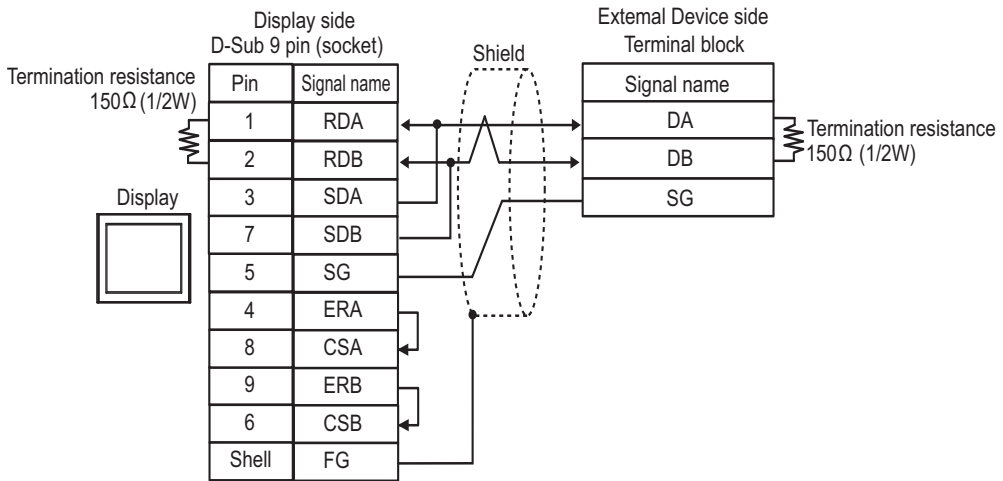 Display side
D-Sub 9 pin (socket)
External Device side
Terminal block
Shield
Termination resistance
150Ω (1/2W)
Pin Signal name
1 RDA
2 RDB
3 SDA
7 SDB
5 SG
4 ERA
8 CSA
9 ERB
6 CSB
Shell FG
Display
Signal name
DA
DB
SG
Termination resistance
150Ω (1/2W)